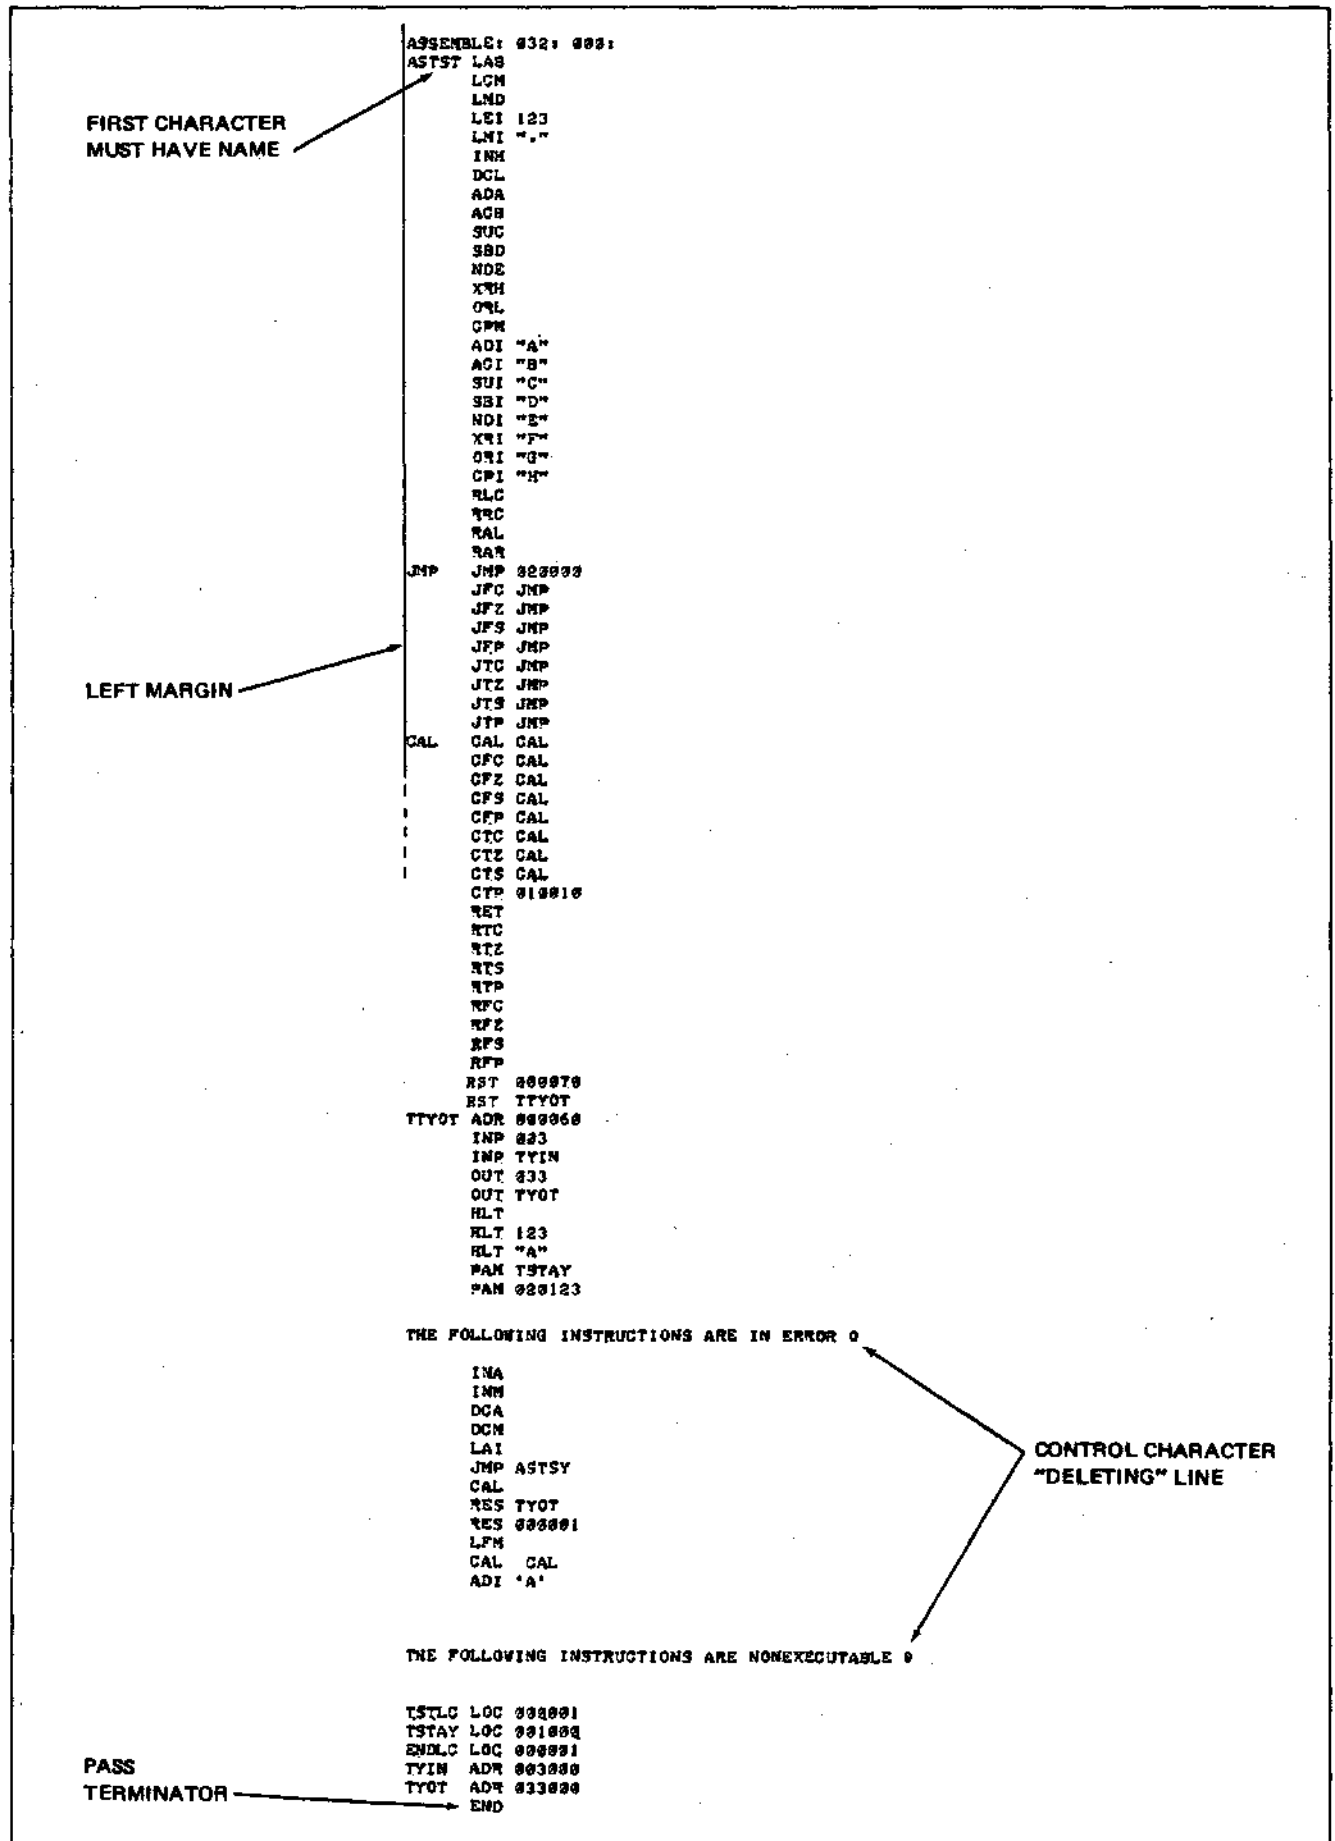 ASSEMBLE: 032: 000:
ASTST LAB
LCM
LMD
FIRST CHARACTER
MUST HAVE NAME
LEI 123
LMI "."
INH
DCL
ADA
ACB
SUC
SBD
NDE
XRH
ORL
CPM
ADI "A"
ACI "B"
SUI "C"
SBI "D"
NDI "E"
XRI "F"
ORI "G"
CPI "H"
RLC
RRC
RAL
RAR
JMP JMP 020000
JFC JMP
JFZ JMP
JFS JMP
JFP JMP
JTC JMP
LEFT MARGIN
JTZ JMP
JTS JMP
JTP JMP
CAL CAL CAL
CFC CAL
CFZ CAL
CFS CAL
CFP CAL
CTC CAL
CTZ CAL
CTS CAL
CTP 010010
RET
RTC
RTZ
RTS
RTP
RFC
RFZ
RFS
RFP
RST 000070
RST TTYOT
TTYOT ADR 000060
INP
INP TYIN
OUT 033
OUT TYOT
HLT
HLT 123
HLT "A"
PAM TSTAY
PAM 020123
THE FOLLOWING INSTRUCTIONS ARE IN ERROR
INA
INM
DCA
DCM
LAI
CONTROL CHARACTER
"DELETING" LINE
JMP ASTSY
CAL
RES TYOT
RES
LFM
CAL CAL
ADI 'A'
THE FOLLOWING INSTRUCTIONS ARE NONEXECUTABLE
TSTLC LOC
TSTAY LOC
ENDLC LOC
TYIN ADR 003000
TYOT ADR 033000
PASS
TERMINATOR
END